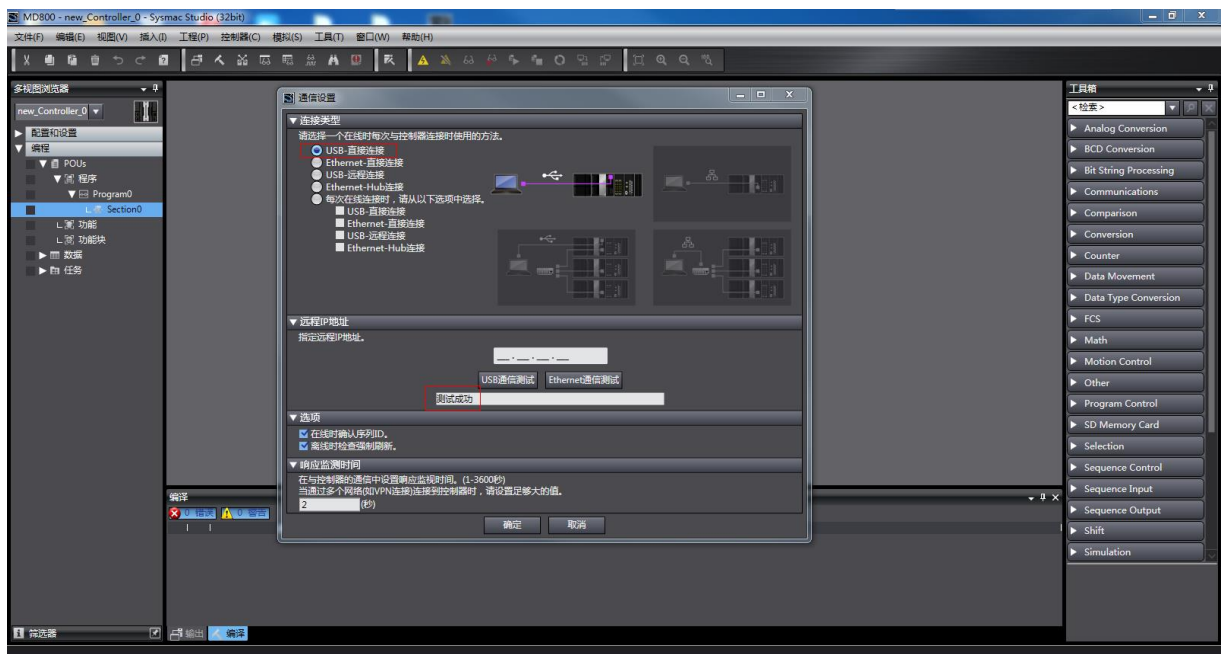 MD800 - new_Controller_0 - Sysmac Studio (32bit)
文件(F) 编辑(E) 视图(V) 插入(I) 工程(P) 控制器(C) 模拟(S) 工具(T) 窗口(W) 帮助(H)
多视图浏览器
new_Controller_0
配置和设置
编程
POUs
程序
Program0
Section0
功能
功能块
数据
任务
筛选器
通信设置
连接类型
请选择一个在线时每次与控制器连接时使用的方法。
USB-直接连接
Ethernet-直接连接
USB-远程连接
Ethernet-Hub连接
每次在线连接时，请从以下选项中选择。
USB-直接连接
Ethernet-直接连接
USB-远程连接
Ethernet-Hub连接
远程IP地址
指定远程IP地址。
__.__.__.__
USB通信测试 Ethernet通信测试
测试成功
选项
在线时确认序列ID。
离线时检查强制刷新。
响应监测时间
在与控制器的通信中设置响应监视时间。(1-3600秒)
当通过多个网络(如VPN连接)连接到控制器时，请设置足够大的值。
2 (秒)
确定 取消
编译
0 错误 0 警告
输出 编译
工具箱
<检索>
Analog Conversion
BCD Conversion
Bit String Processing
Communications
Comparison
Conversion
Counter
Data Movement
Data Type Conversion
FCS
Math
Motion Control
Other
Program Control
SD Memory Card
Selection
Sequence Control
Sequence Input
Sequence Output
Shift
Simulation